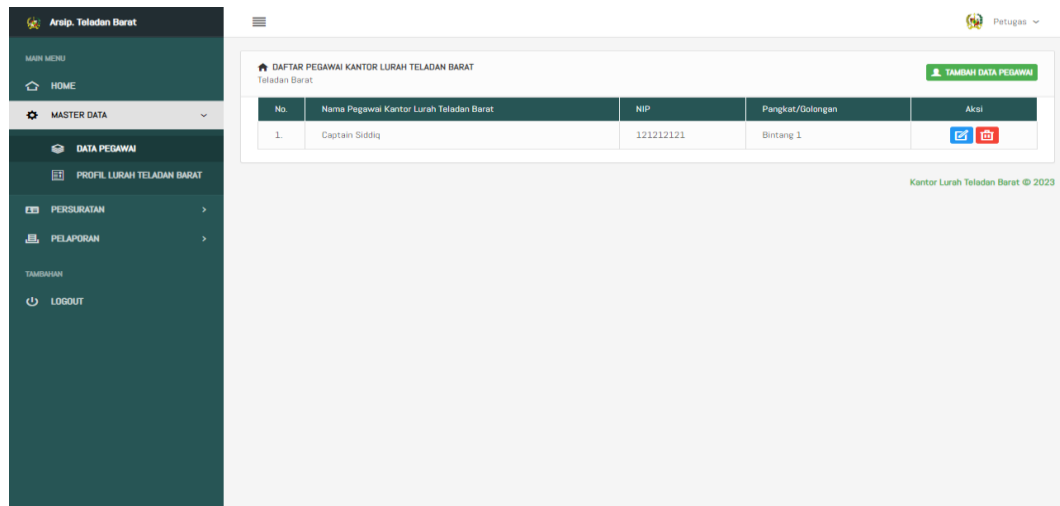 Arsip. Teladan Barat
Petugas
MAIN MENU
HOME
MASTER DATA
DATA PEGAWAI
PROFIL LURAH TELADAN BARAT
PERSURATAN
PELAPORAN
TAMBAHAN
LOGOUT
DAFTAR PEGAWAI KANTOR LURAH TELADAN BARAT
Teladan Barat
TAMBAH DATA PEGAWAI
No. Nama Pegawai Kantor Lurah Teladan Barat NIP Pangkat/Golongan Aksi
1. Captain Siddiq 121212121 Bintang 1
Kantor Lurah Teladan Barat © 2023